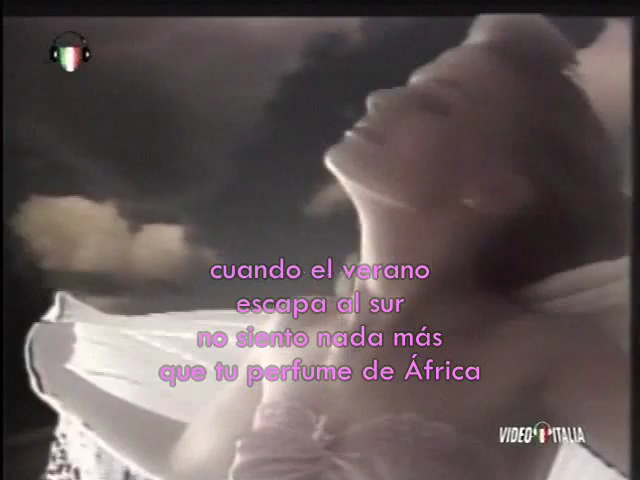 cuando el verano
escapa al sur
no siento nada más
que tu perfume de África
VIDEO ITALIA